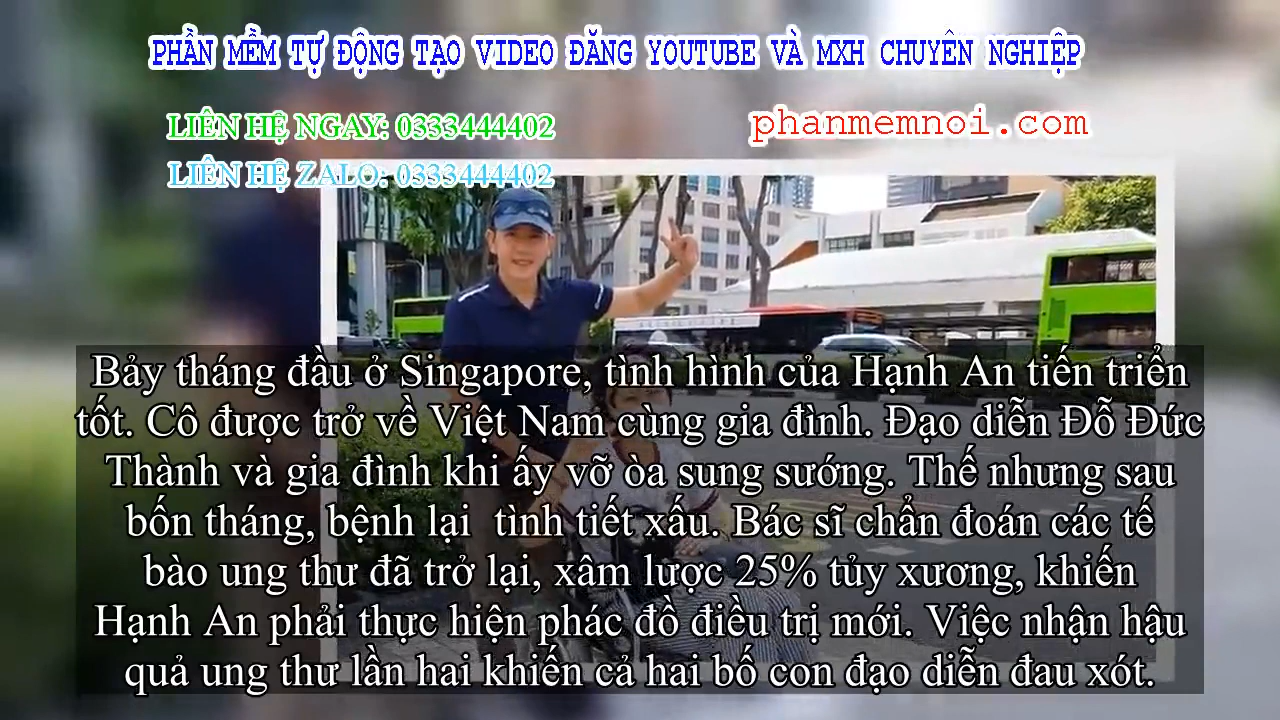 PHẦN MỀM TỰ ĐỘNG TẠO VIDEO ĐĂNG YOUTUBE VÀ MXH CHUYÊN NGHIỆP
LIÊN HỆ NGAY: 0333444402
phanmemnoi.com
LIÊN HỆ ZALO: 0333444402
Bảy tháng đầu ở Singapore, tình hình của Hạnh An tiến triển
tốt. Cô được trở về Việt Nam cùng gia đình. Đạo diễn Đỗ Đức
Thành và gia đình khi ấy vỡ òa sung sướng. Thế nhưng sau
bốn tháng, bệnh lại tình tiết xấu. Bác sĩ chẩn đoán các tế
bào ung thư đã trở lại, xâm lược 25% tủy xương, khiến
Hạnh An phải thực hiện phác đồ điều trị mới. Việc nhận hậu
quả ung thư lần hai khiến cả hai bố con đạo diễn đau xót.